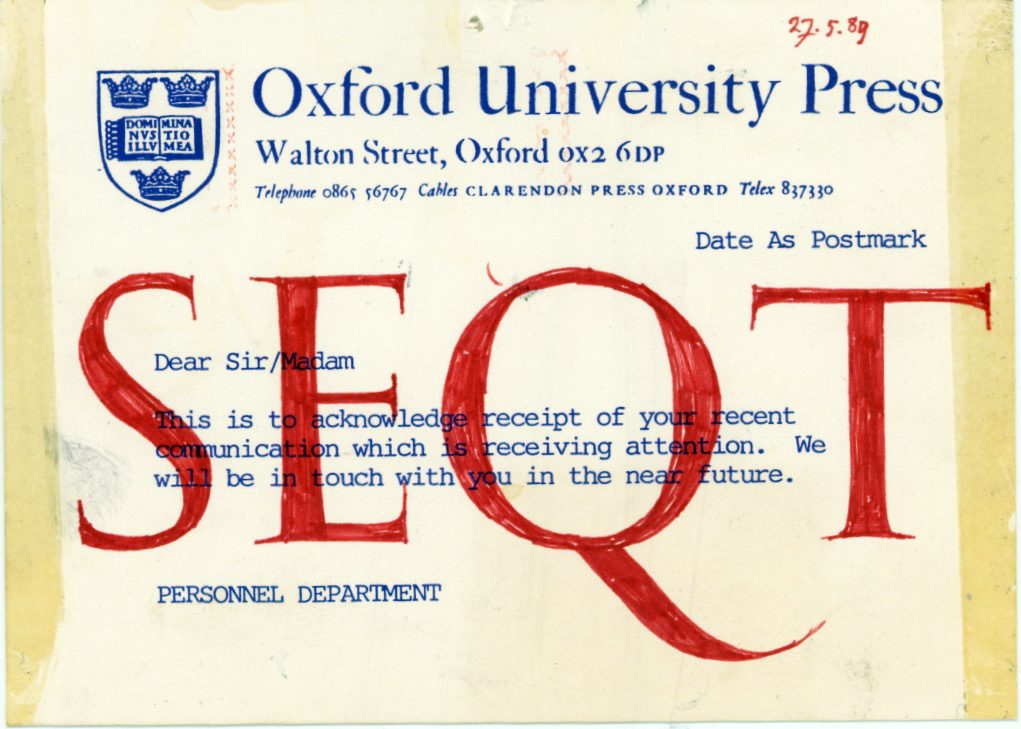 27.5.89
Oxford University Press
DOMI MINA
NVS TIO
ILLV MEA
Walton Street, Oxford OX2 6DP
Telephone 0865 56767 Cables CLARENDON PRESS OXFORD Telex 837330
Date As Postmark
SEQT
Dear Sir/Madam
This is to acknowledge receipt of your recent
communication which is receiving attention. We
will be in touch with you in the near future.
PERSONNEL DEPARTMENT